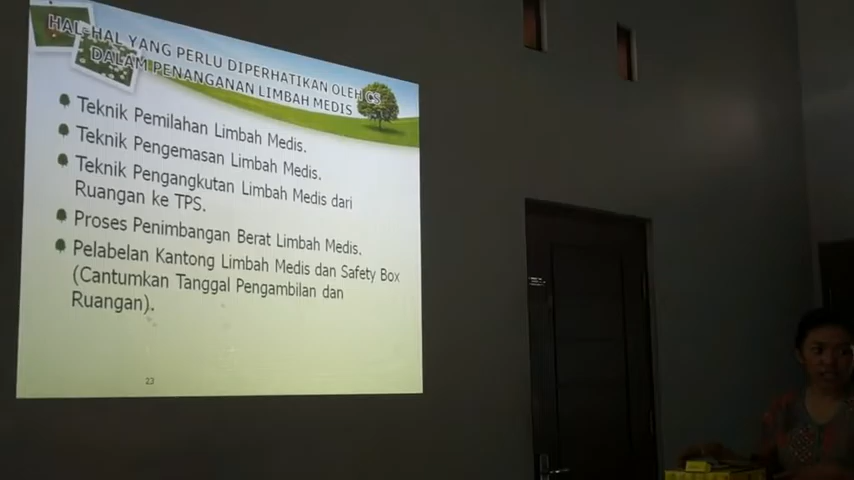 HAL-HAL YANG PERLU DIPERHATIKAN OLEH CS
DALAM PENANGANAN LIMBAH MEDIS
Teknik Pemilahan Limbah Medis.
Teknik Pengemasan Limbah Medis.
Teknik Pengangkutan Limbah Medis dari
Ruangan ke TPS.
Proses Penimbangan Berat Limbah Medis.
Pelabelan Kantong Limbah Medis dan Safety Box
(Cantumkan Tanggal Pengambilan dan
Ruangan).
23